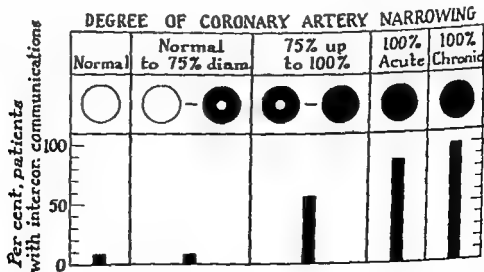 DEGREE OF CORONARY ARTERY NARROWING
Normal
Normal
to 75% diam.
75% up
to 100%
100%
Acute
100%
Chronic
Per cent, patients
with intercor. communications
100
50
0